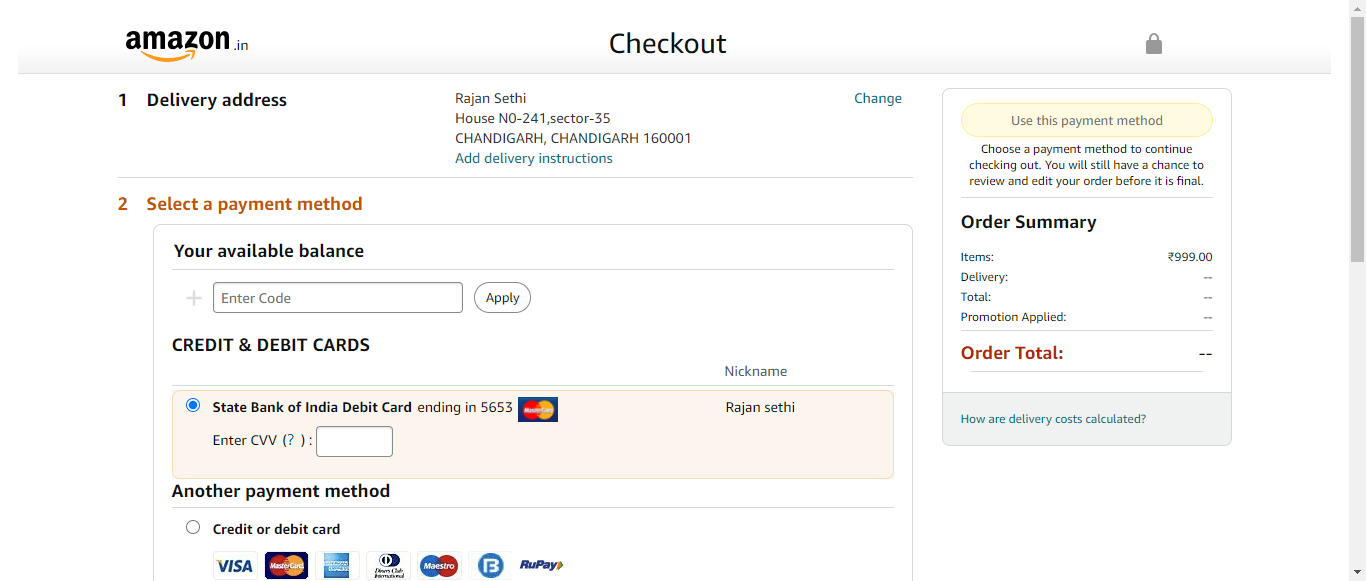 amazon.in
Checkout
1 Delivery address
Rajan Sethi
House N0-241,sector-35
CHANDIGARH, CHANDIGARH 160001
Add delivery instructions
Change
2 Select a payment method
Your available balance
Enter Code
Apply
CREDIT & DEBIT CARDS
Nickname
State Bank of India Debit Card ending in 5653 MasterCard
Rajan sethi
Enter CVV (? ) :
Another payment method
Credit or debit card
VISA MasterCard AMERICAN EXPRESS Diners Club International Maestro B RuPay
Use this payment method
Choose a payment method to continue
checking out. You will still have a chance to
review and edit your order before it is final.
Order Summary
Items: ₹999.00
Delivery: --
Total: --
Promotion Applied: --
Order Total: --
How are delivery costs calculated?